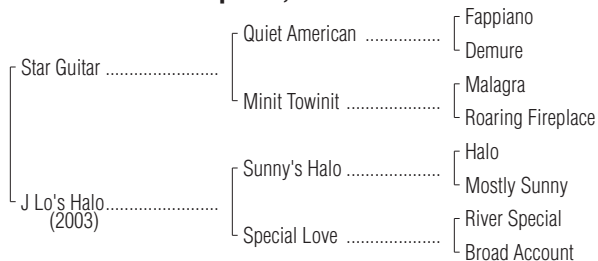 Fappiano
Quiet American ..................
Demure
Star Guitar ...........................
Malagra
Minit Towinit ......................
Roaring Fireplace
Halo
Sunny's Halo ......................
Mostly Sunny
J Lo's Halo...........................
(2003)
River Special
Special Love ......................
Broad Account